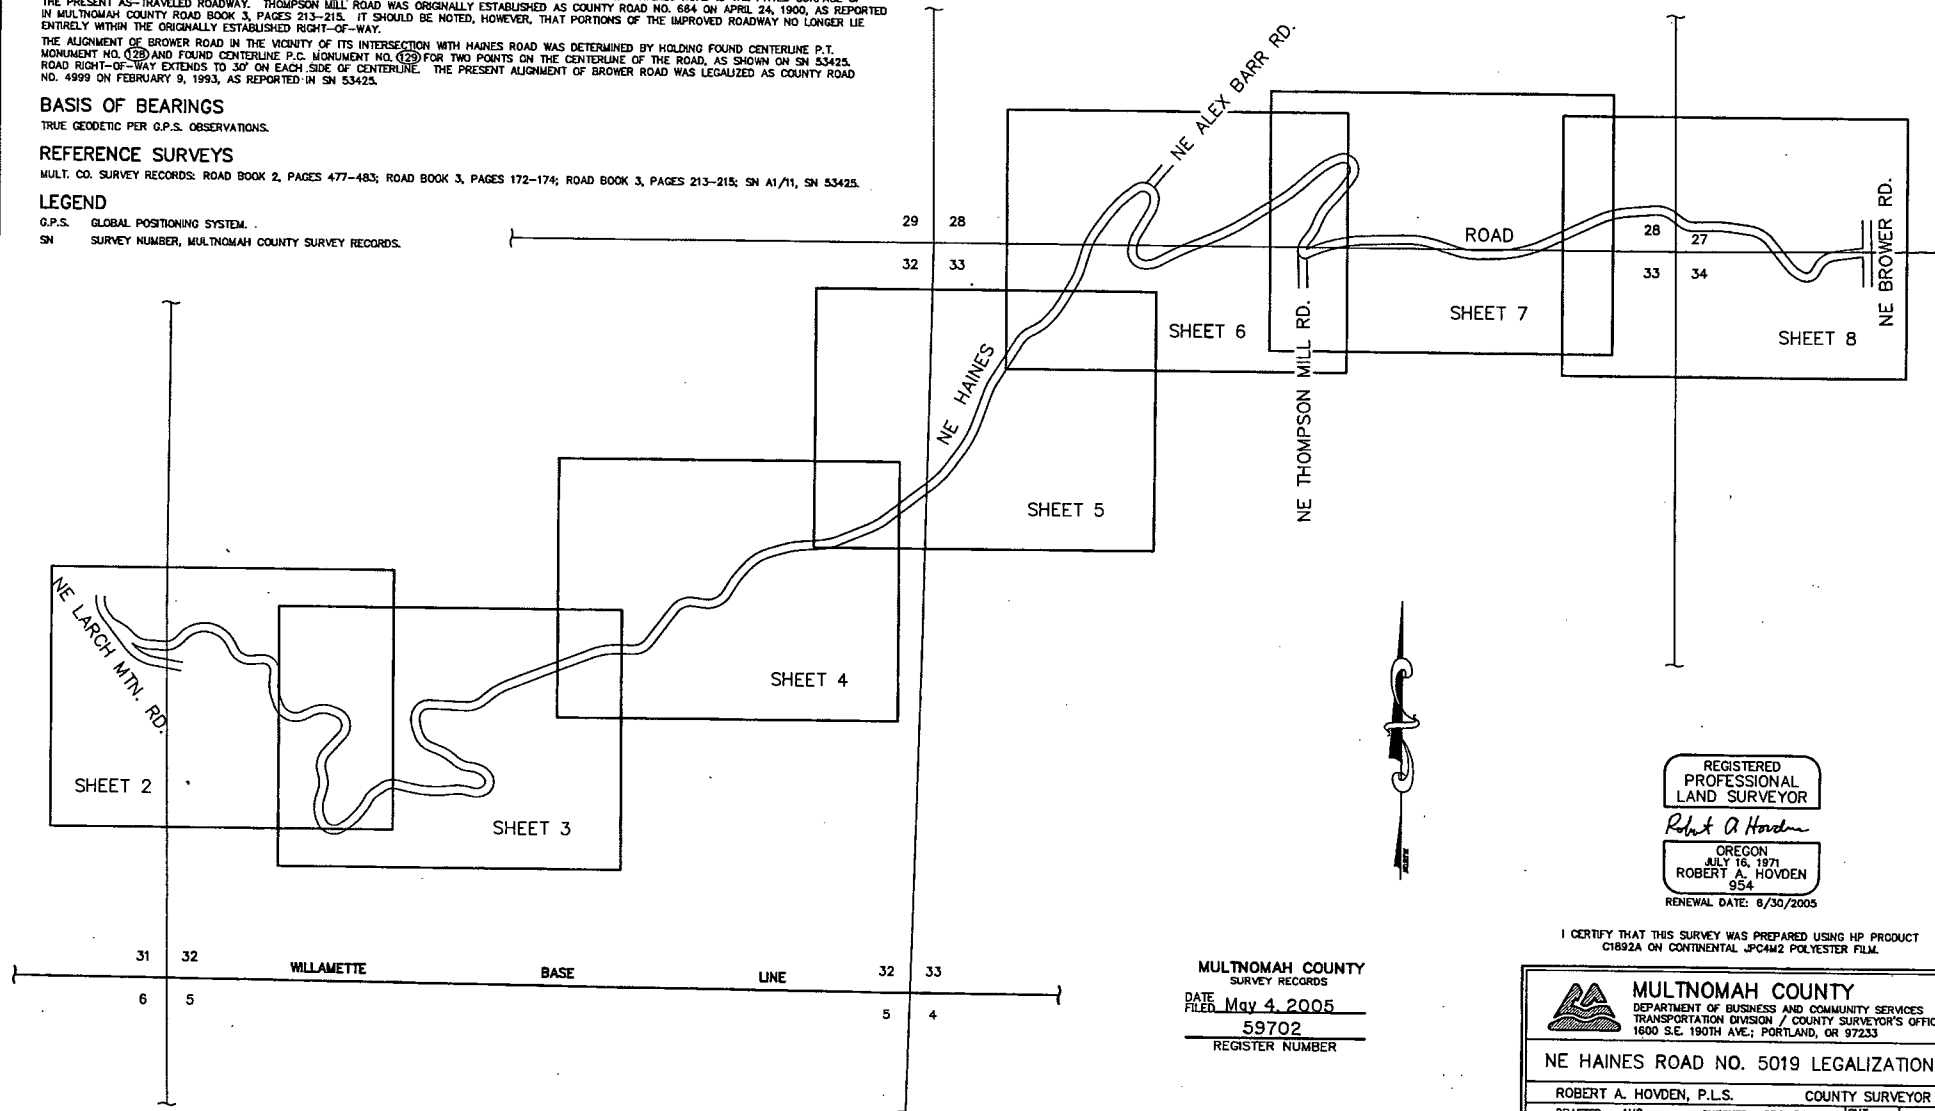 THE PRESENT AS-TRAVELED ROADWAY. THOMPSON MILL ROAD WAS ORIGINALLY ESTABLISHED AS COUNTY ROAD NO. 684 ON APRIL 24, 1900, AS REPORTED
IN MULTNOMAH COUNTY ROAD BOOK 3, PAGES 213-215. IT SHOULD BE NOTED, HOWEVER, THAT PORTIONS OF THE IMPROVED ROADWAY NO LONGER LIE
ENTIRELY WITHIN THE ORIGINALLY ESTABLISHED RIGHT-OF-WAY.
THE ALIGNMENT OF BROWER ROAD IN THE VICINITY OF ITS INTERSECTION WITH HAINES ROAD WAS DETERMINED BY HOLDING FOUND CENTERLINE P.T.
MONUMENT NO. 128 AND FOUND CENTERLINE P.C. MONUMENT NO. 129 FOR TWO POINTS ON THE CENTERLINE OF THE ROAD, AS SHOWN ON SN 53425.
ROAD RIGHT-OF-WAY EXTENDS TO 30' ON EACH SIDE OF CENTERLINE. THE PRESENT ALIGNMENT OF BROWER ROAD WAS LEGALIZED AS COUNTY ROAD
NO. 4999 ON FEBRUARY 9, 1993, AS REPORTED IN SN 53425.
BASIS OF BEARINGS
TRUE GEODETIC PER G.P.S. OBSERVATIONS.
REFERENCE SURVEYS
MULT. CO. SURVEY RECORDS: ROAD BOOK 2, PAGES 477-483; ROAD BOOK 3, PAGES 172-174; ROAD BOOK 3, PAGES 213-215; SN A1/11, SN 53425.
LEGEND
G.P.S. GLOBAL POSITIONING SYSTEM.
SN SURVEY NUMBER, MULTNOMAH COUNTY SURVEY RECORDS.
NE ALEX BARR RD.
29 28
32 33
ROAD
28 27
33 34
NE BROWER RD.
SHEET 6
SHEET 7
SHEET 8
NE THOMPSON MILL RD.
NE HAINES
SHEET 5
NE LARCH MTN. RD.
SHEET 4
SHEET 2
SHEET 3
REGISTERED
PROFESSIONAL
LAND SURVEYOR
Robert A Hovden
OREGON
JULY 16, 1971
ROBERT A. HOVDEN
954
RENEWAL DATE: 6/30/2005
I CERTIFY THAT THIS SURVEY WAS PREPARED USING HP PRODUCT
C1892A ON CONTINENTAL JPC4M2 POLYESTER FILM.
31 32
WILLAMETTE BASE LINE
32 33
6 5
5 4
MULTNOMAH COUNTY
SURVEY RECORDS
DATE FILED May 4, 2005
59702
REGISTER NUMBER
MULTNOMAH COUNTY
DEPARTMENT OF BUSINESS AND COMMUNITY SERVICES
TRANSPORTATION DIVISION / COUNTY SURVEYOR'S OFFIC
1600 S.E. 190TH AVE.; PORTLAND, OR 97233
NE HAINES ROAD NO. 5019 LEGALIZATION
ROBERT A. HOVDEN, P.L.S. COUNTY SURVEYOR